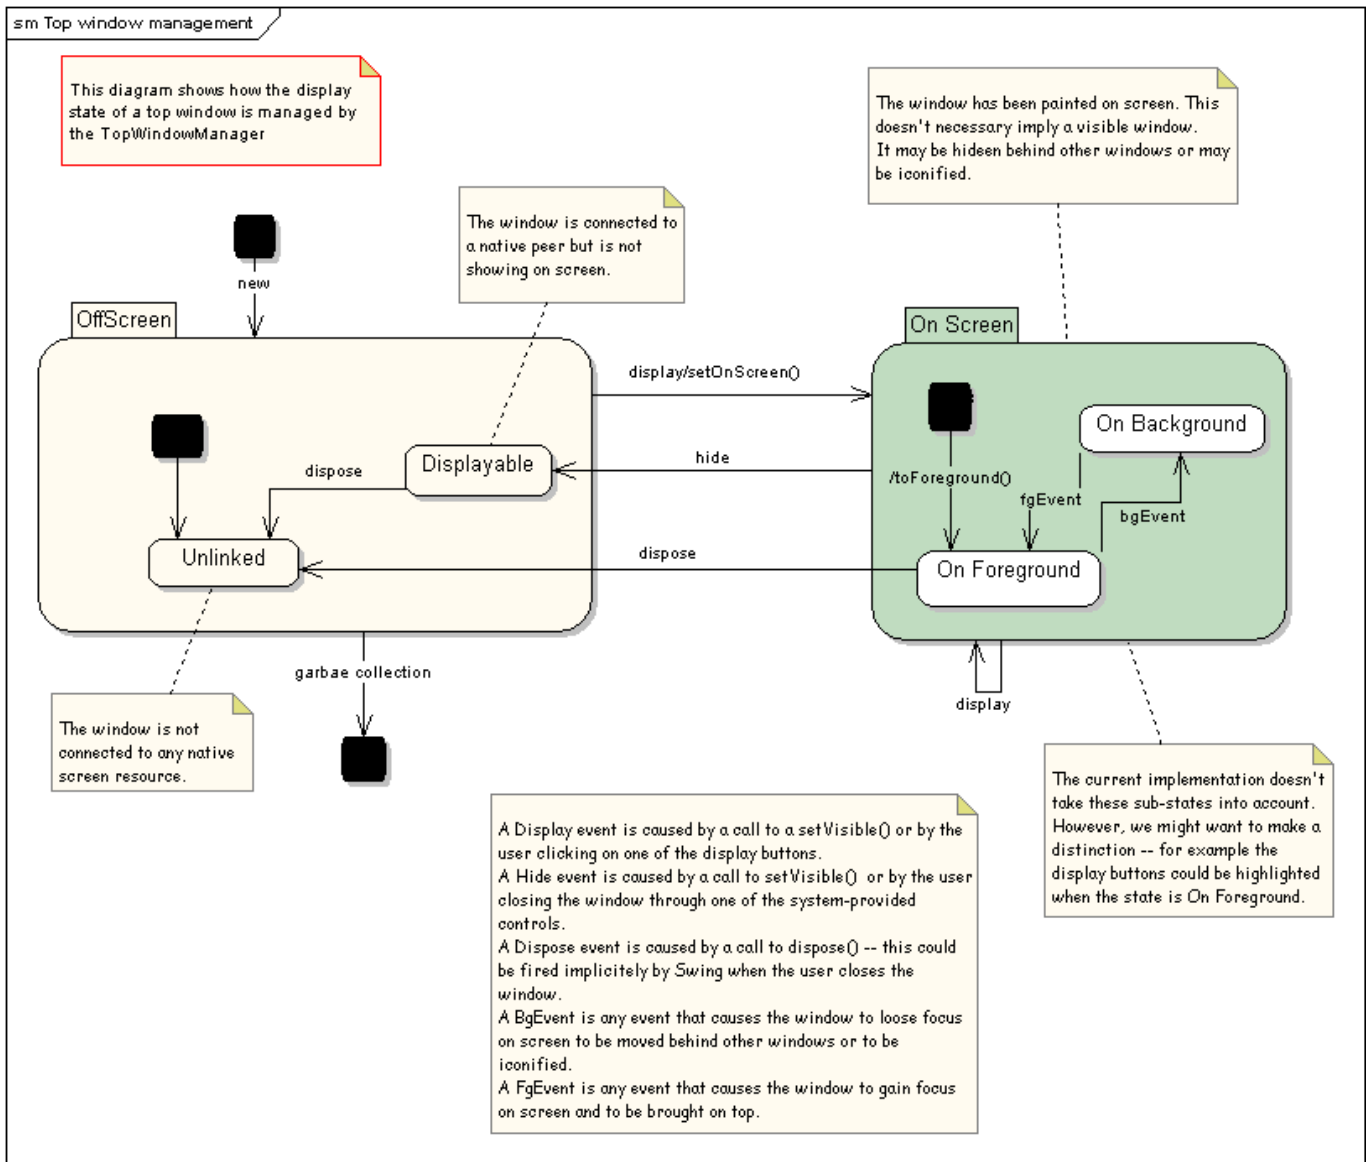 sm Top window management
This diagram shows how the display
state of a top window is managed by
the TopWindowManager
The window has been painted on screen. This
doesn't necessary imply a visible window.
It may be hideen behind other windows or may
be iconified.
The window is connected to
a native peer but is not
showing on screen.
new
OffScreen
On Screen
display/setOnScreen()
On Background
Displayable
hide
dispose
/toForeground()
fgEvent
bgEvent
Unlinked
dispose
On Foreground
garbae collection
display
The window is not
connected to any native
screen resource.
The current implementation doesn't
take these sub-states into account.
However, we might want to make a
distinction -- for example the
display buttons could be highlighted
when the state is On Foreground.
A Display event is caused by a call to a setVisible() or by the
user clicking on one of the display buttons.
A Hide event is caused by a call to setVisible() or by the user
closing the window through one of the system-provided
controls.
A Dispose event is caused by a call to dispose() -- this could
be fired implicitely by Swing when the user closes the
window.
A BgEvent is any event that causes the window to loose focus
on screen to be moved behind other windows or to be
iconified.
A FgEvent is any event that causes the window to gain focus
on screen and to be brought on top.